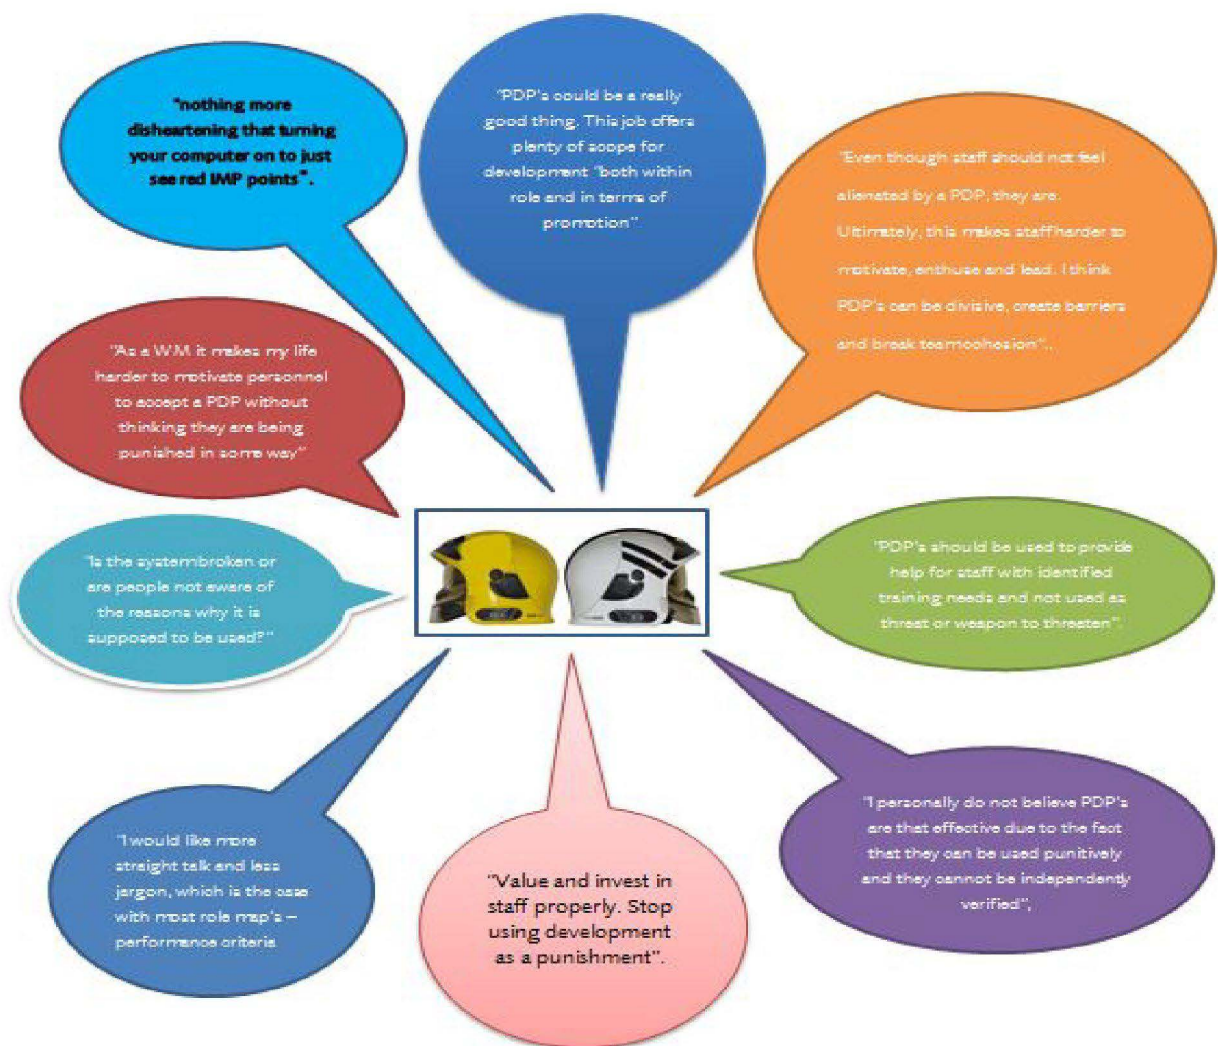 "nothing more
disheartening that turning
your computer on to just
see red IMP points".
"PDP's could be a really
good thing. This job offers
plenty of scope for
development "both within
role and in terms of
promotion"
"Even though staff should not feel
alienated by a PDP, they are.
Ultimately, this makes staff harder to
motivate, enthuse and lead. I think
PDP's can be divisive, create barriers
and break teamcohesion"..
"As a WM it makes my life
harder to motivate personnel
to accept a PDP without
thinking they are being
punished in some way"
"Is the systembroken or
are people not aware of
the reasons why it is
supposed to be used?"
"PDP's should be used to provide
help for staff with identified
training needs and not used as
threat or weapon to threaten".
"I would like more
straight talk and less
jargon, which is the case
with most role map's –
performance criteria
"Value and invest in
staff properly. Stop
using development
as a punishment".
"I personally do not believe PDP's
are that effective due to the fact
that they can be used punitively
and they cannot be independently
verified",